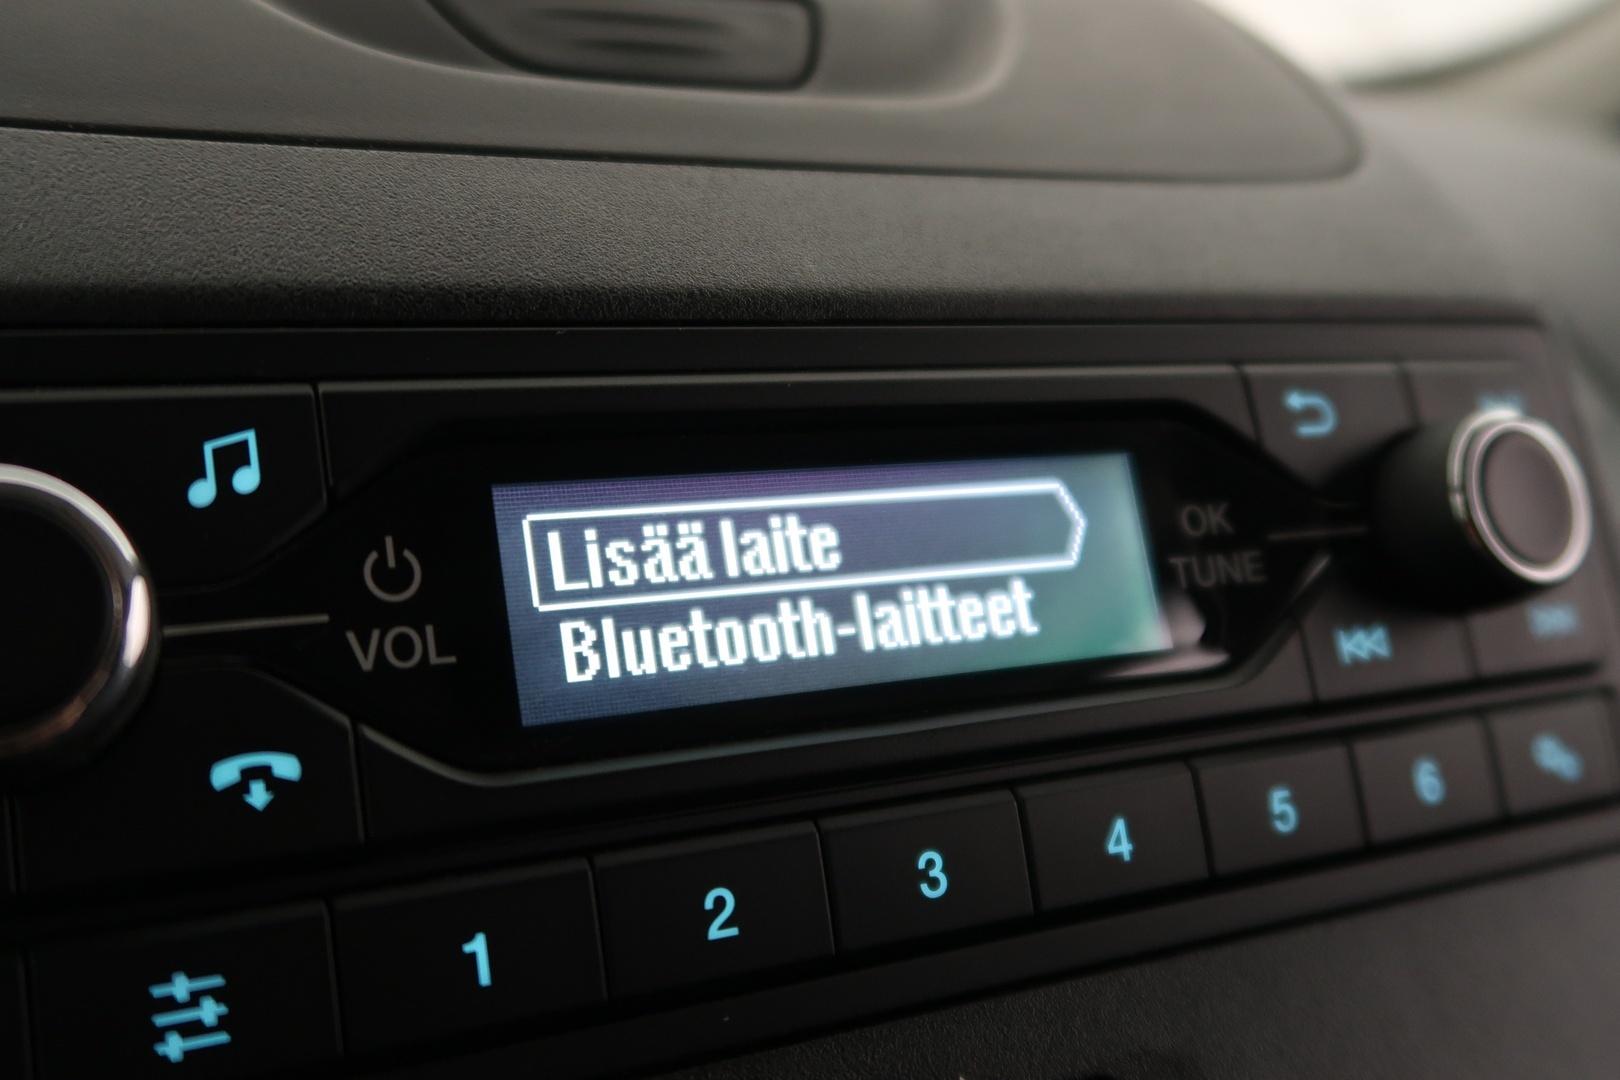 Lisää laite
Bluetooth-laitteet
VOL
OK
TUNE
1
2
3
4
5
6